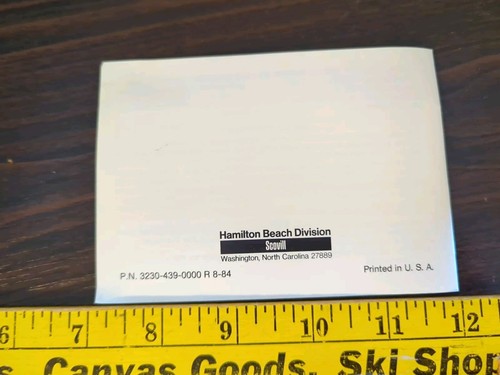 Hamilton Beach Division
Scovill
Washington, North Carolina 27889
P.N. 3230-439-0000 R 8-84
Printed in U. S. A.
6 7 8 9 10 11 12
s. Canvas Goods. Ski Shop